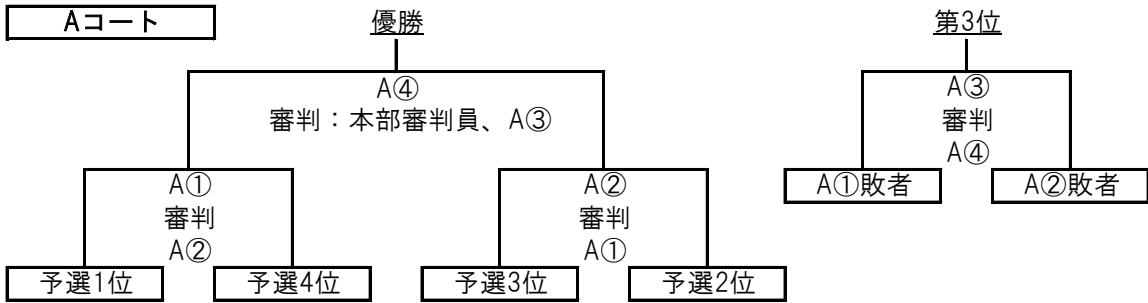 Aコート
優勝
第3位
A④
審判：本部審判員、A③
A③
審判
A④
A①敗者
A②敗者
A①
審判
A②
A②
審判
A①
予選1位
予選4位
予選3位
予選2位